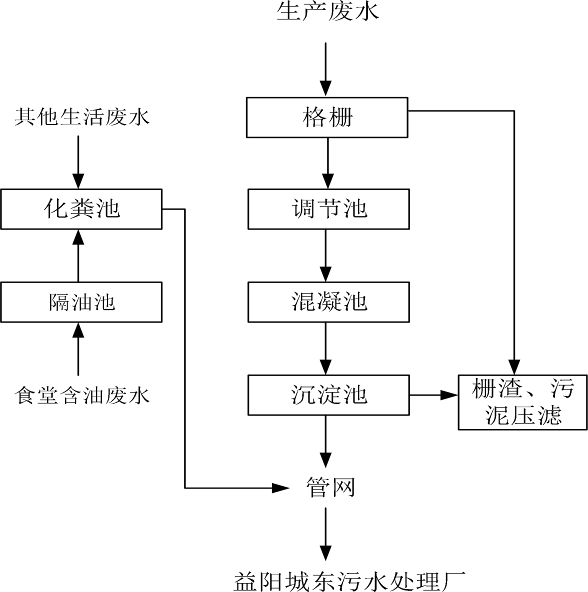 生产废水
格栅
其他生活废水
化粪池
调节池
隔油池
混凝池
食堂含油废水
沉淀池
栅渣、污
泥压滤
管网
益阳城东污水处理厂